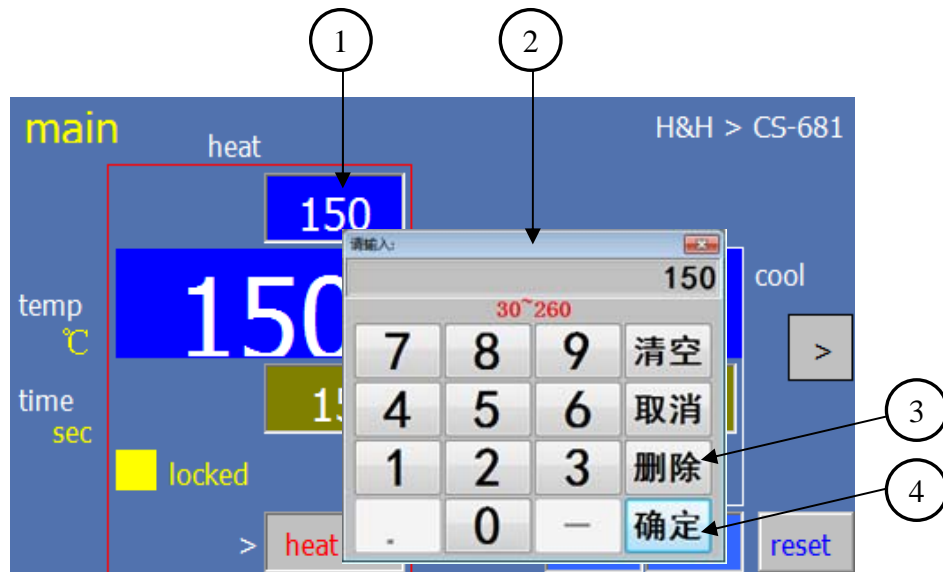 1
2
main
H&H > CS-681
heat
150
请输入:
150
30~260
temp
℃
150
cool
7 8 9 清空
>
time
sec
15
4 5 6 取消
3
locked
1 2 3 删除
4
> heat
. 0 — 确定
reset